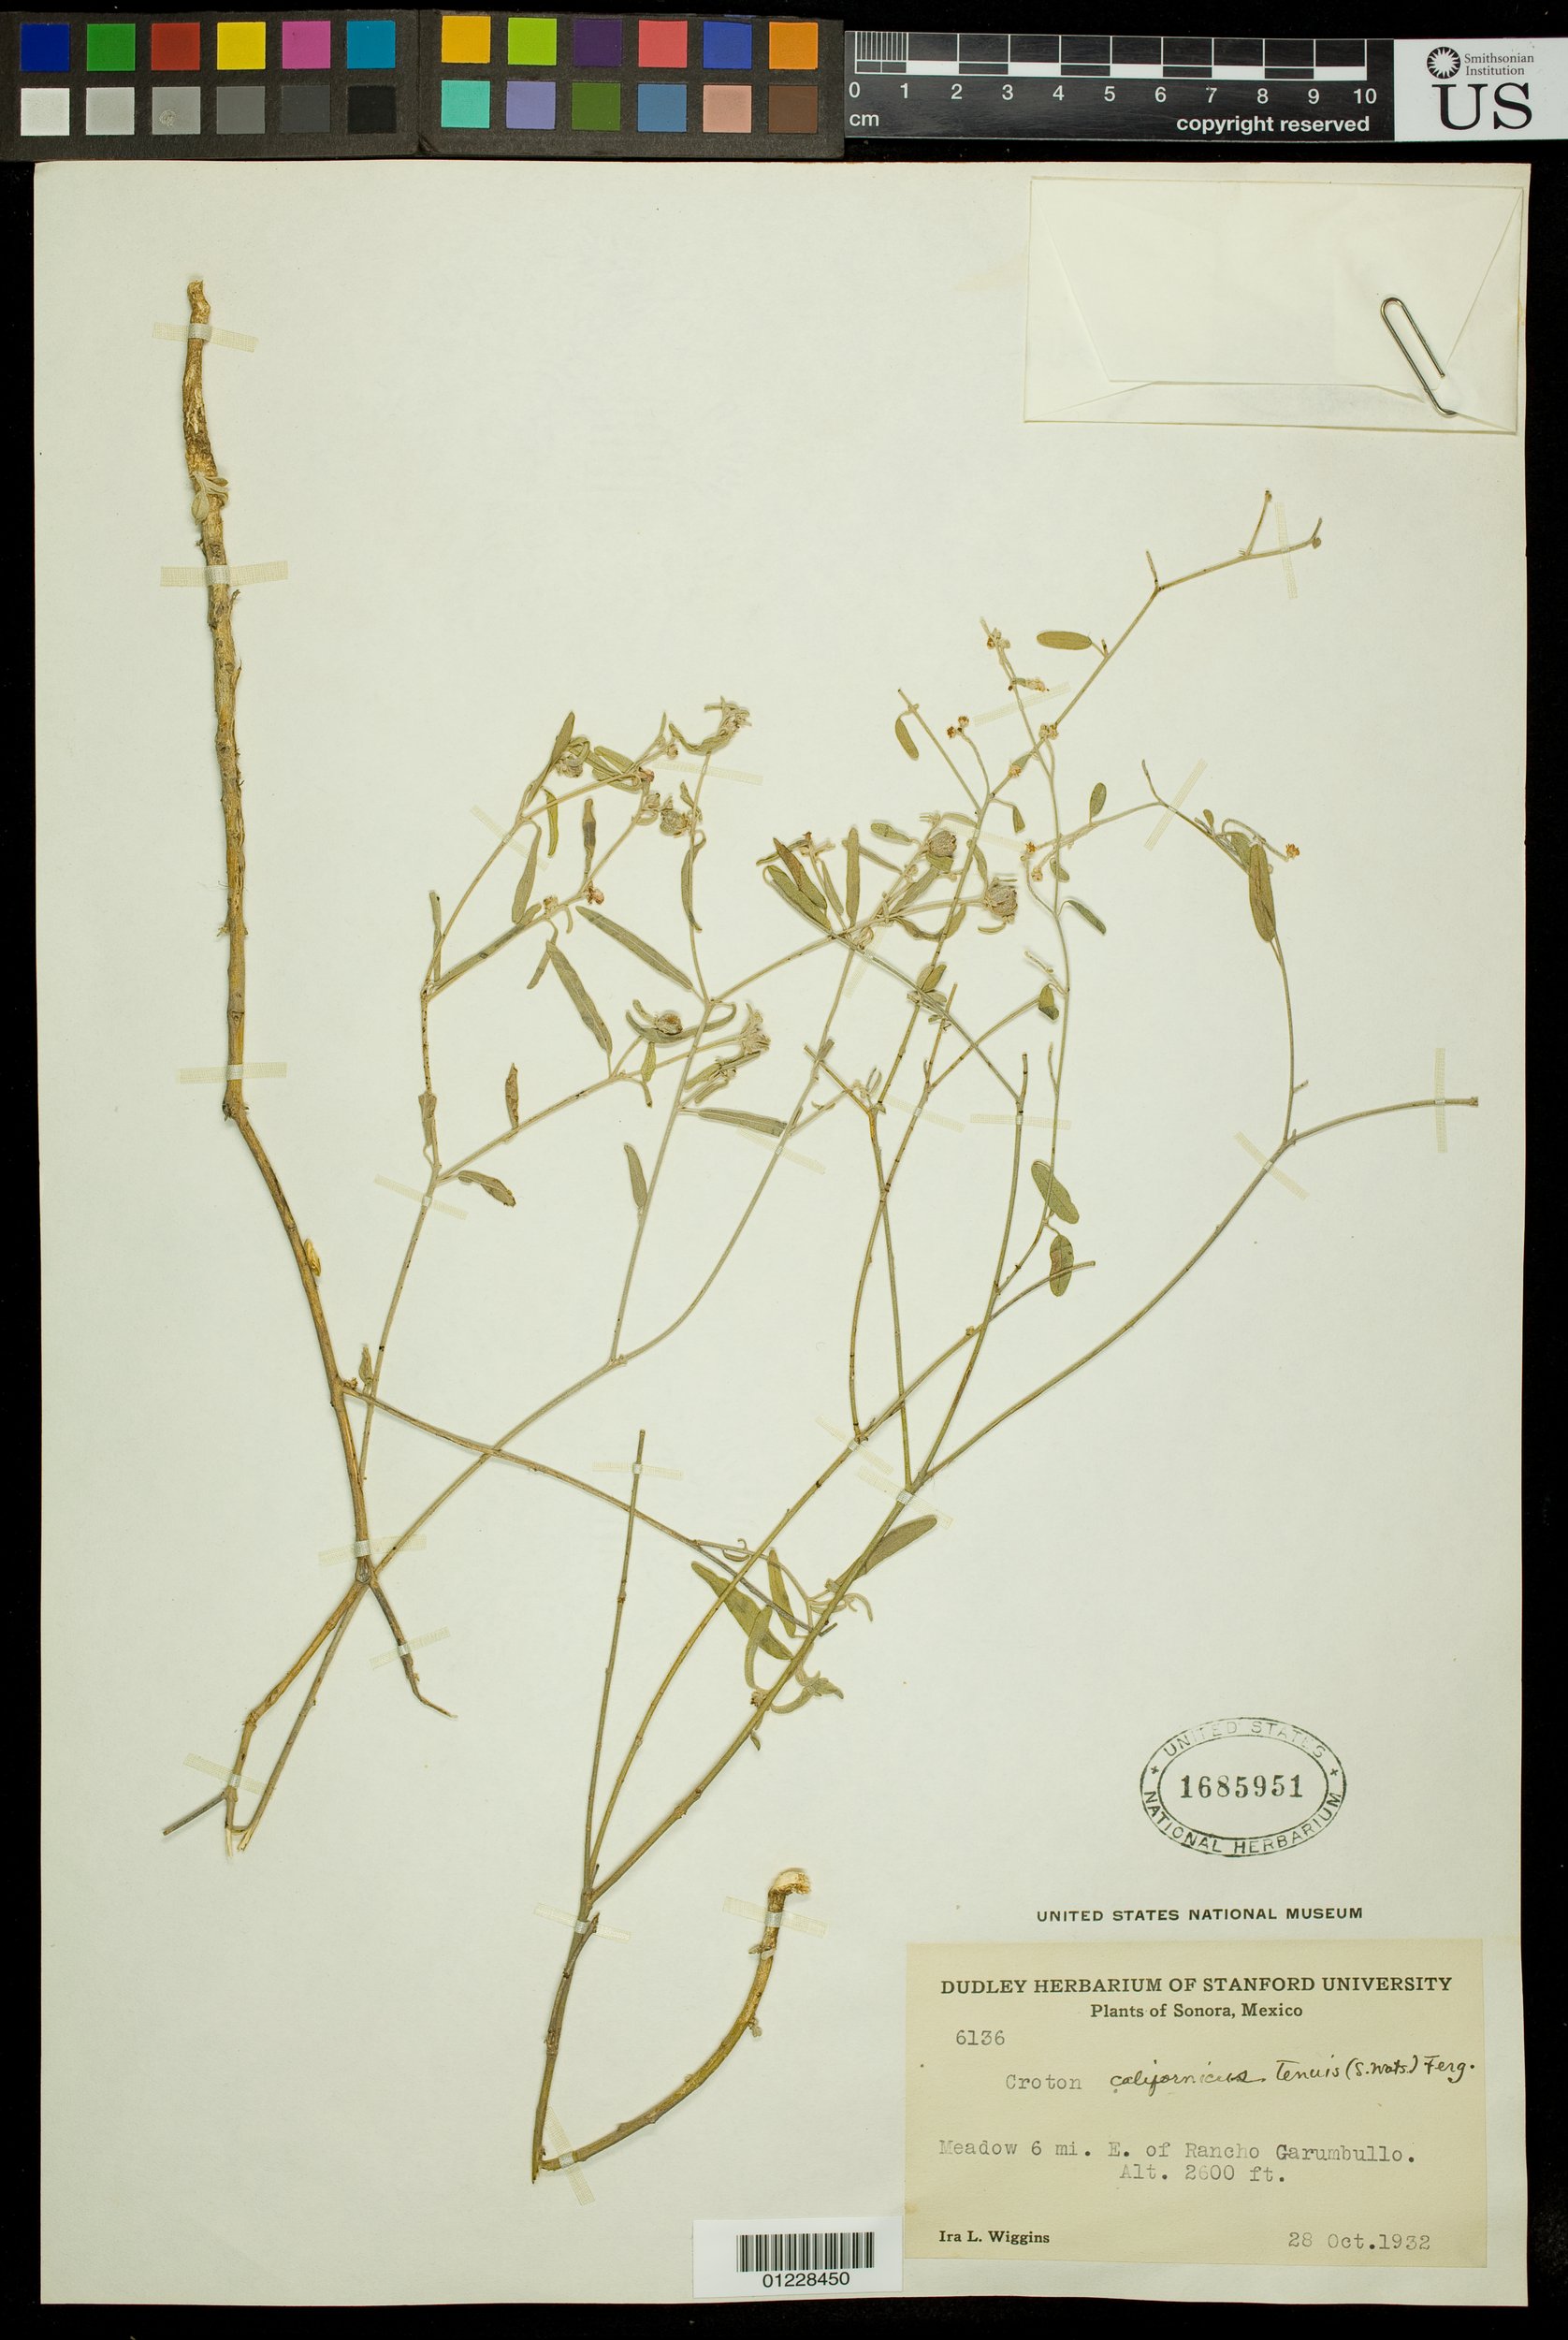 0 1 2 3 4 5 6 7 8 9 10
cm
copyright reserved
Smithsonian
Institution
US
UNITED STATES
1685951
NATIONAL HERBARIUM
UNITED STATES NATIONAL MUSEUM
DUDLEY HERBARIUM OF STANFORD UNIVERSITY
Plants of Sonora, Mexico
6136
Croton californicus tenuis (S. Wats.) Ferg.
Meadow 6 mi. E. of Rancho Garumbullo.
Alt. 2600 ft.
Ira L. Wiggins 28 Oct.1932
01228450